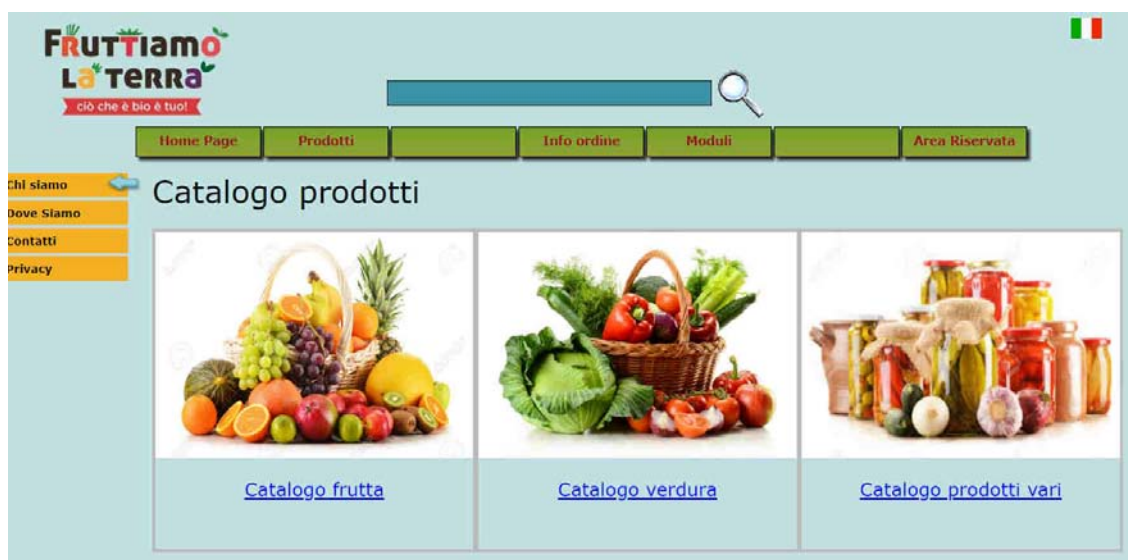 FRUTTIAMO
LA TERRA
ciò che è bio è tuo!
Home Page
Prodotti
Info ordine
Moduli
Area Riservata
Chi siamo
Dove Siamo
Contatti
Privacy
Catalogo prodotti
Catalogo frutta
Catalogo verdura
Catalogo prodotti vari